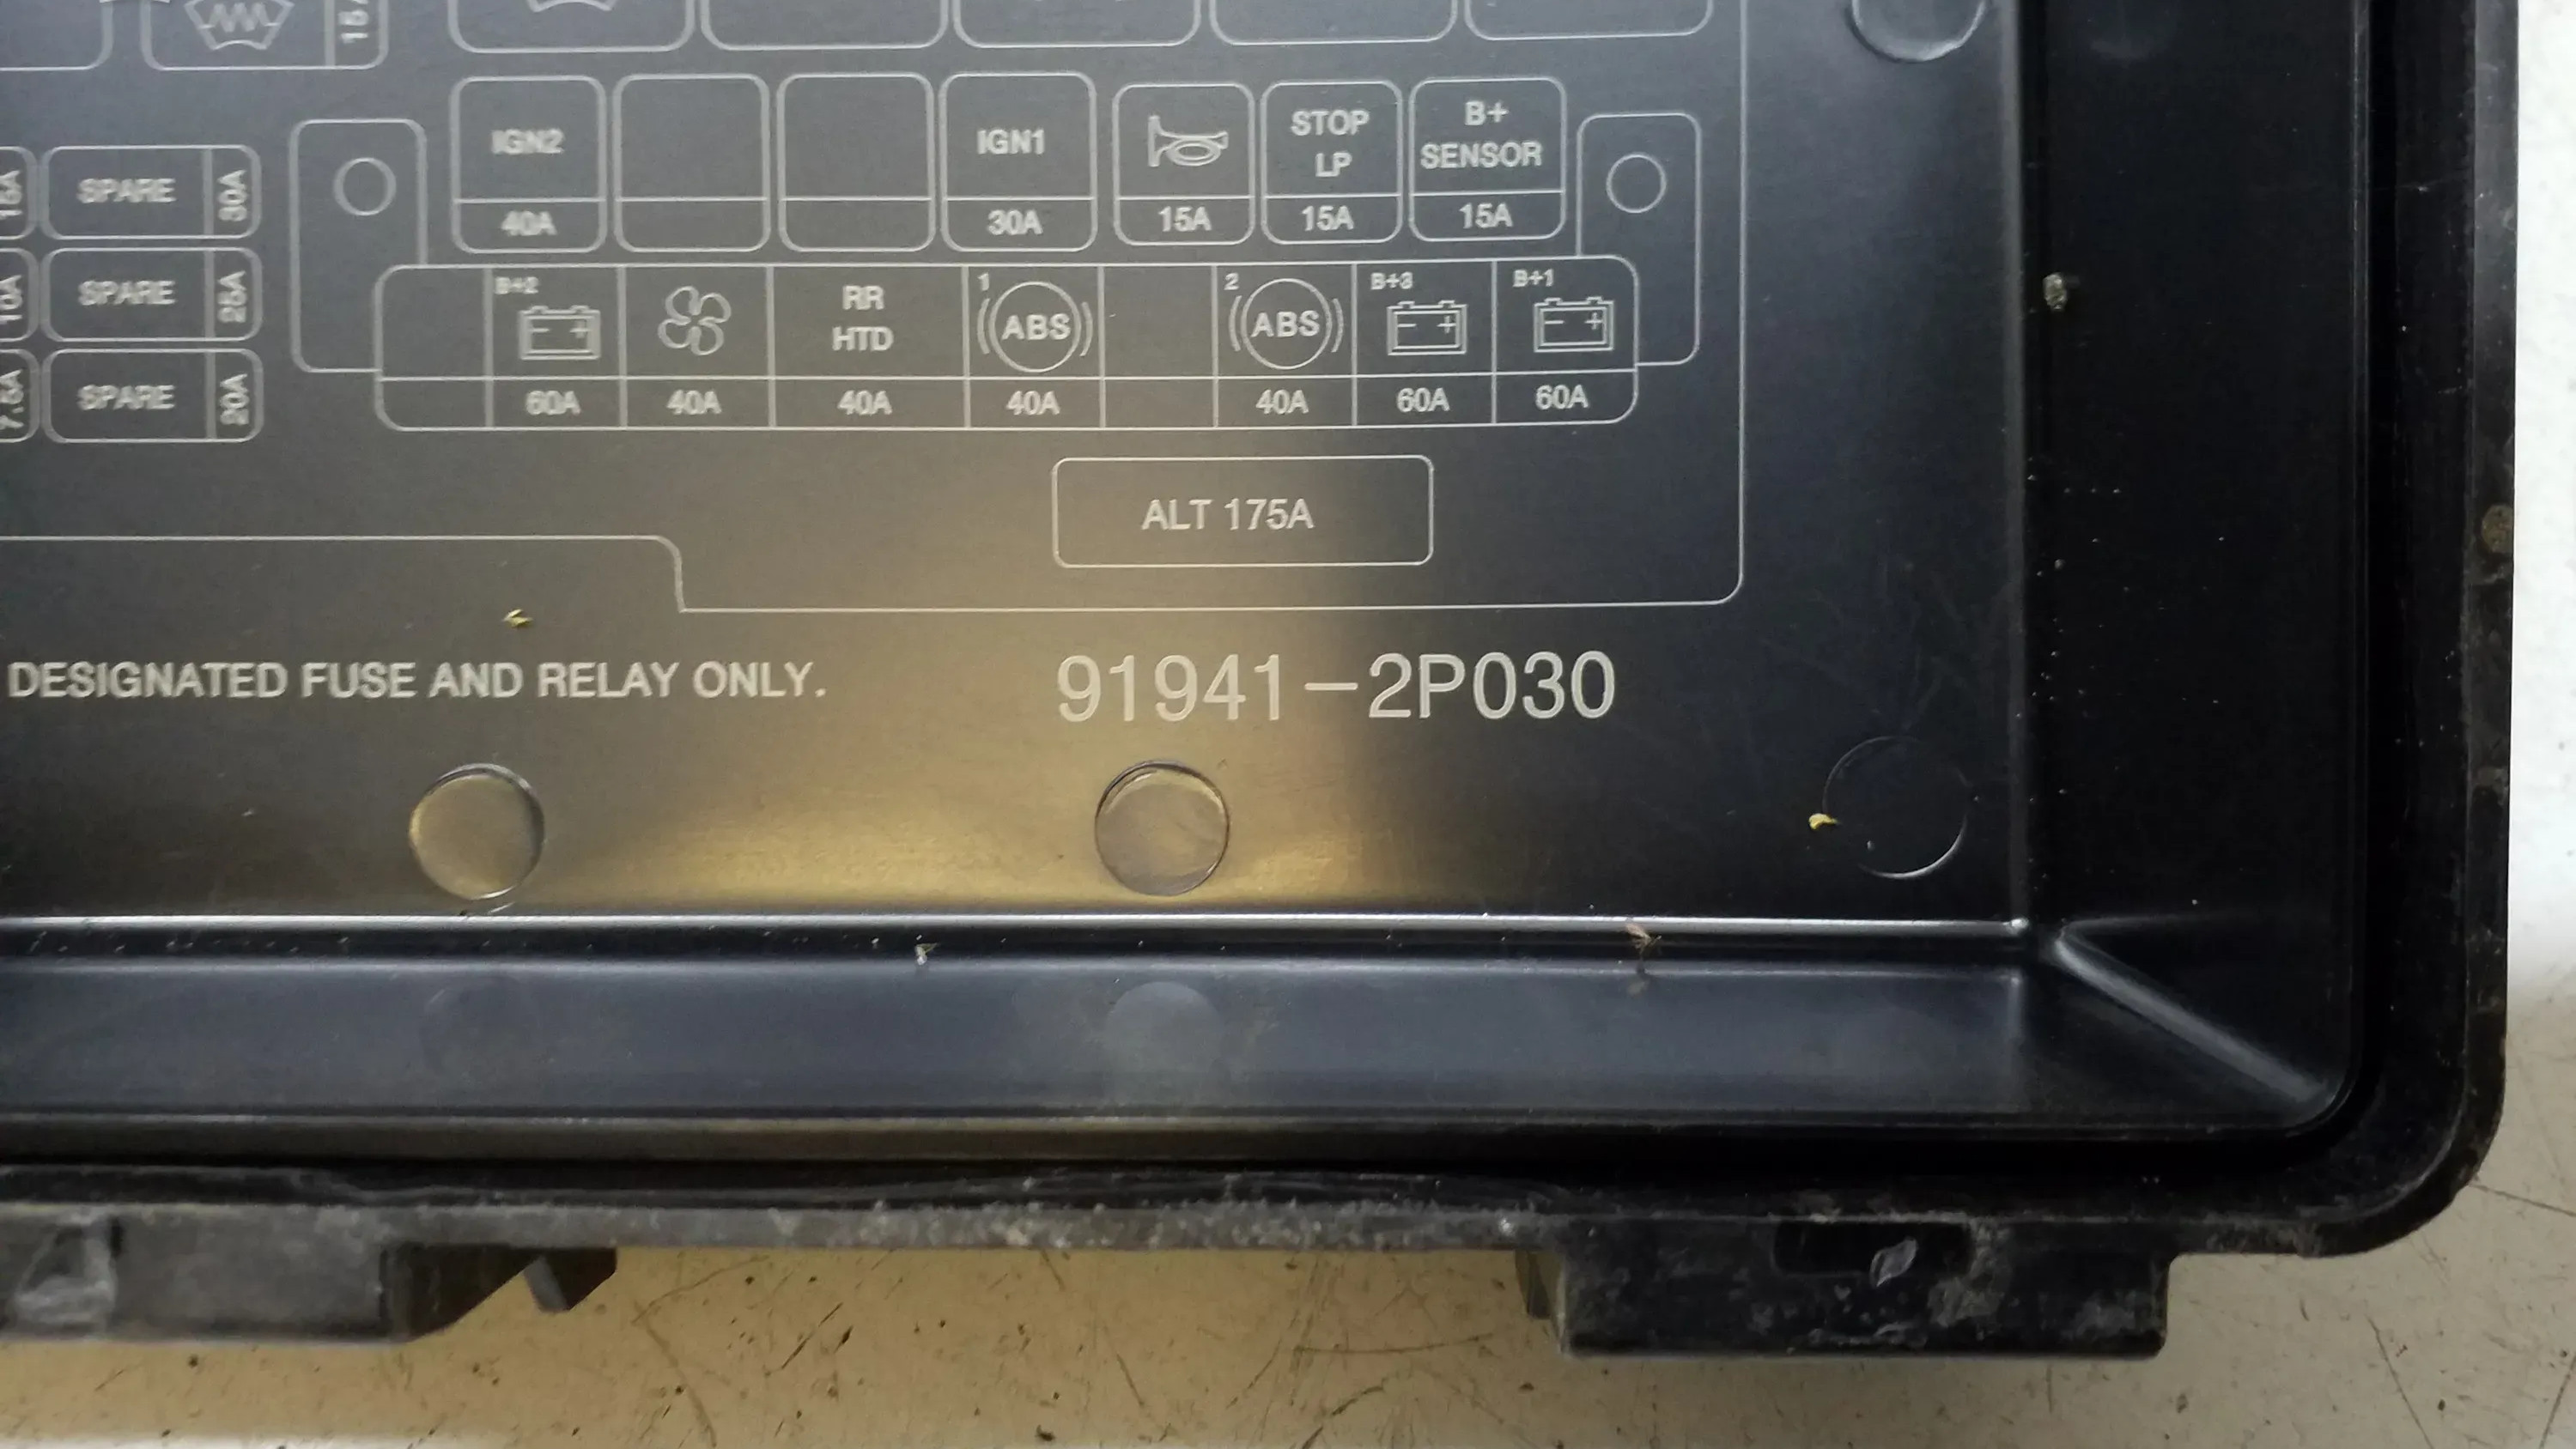 IGN2
40A
IGN1
30A
15A
STOP
LP
15A
B+
SENSOR
15A
SPARE 30A
SPARE 25A
SPARE 20A
15A
10A
7.5A
B+2
60A
40A
RR
HTD
40A
1
ABS
40A
2
ABS
40A
B+3
60A
B+1
60A
ALT 175A
DESIGNATED FUSE AND RELAY ONLY.
91941-2P030